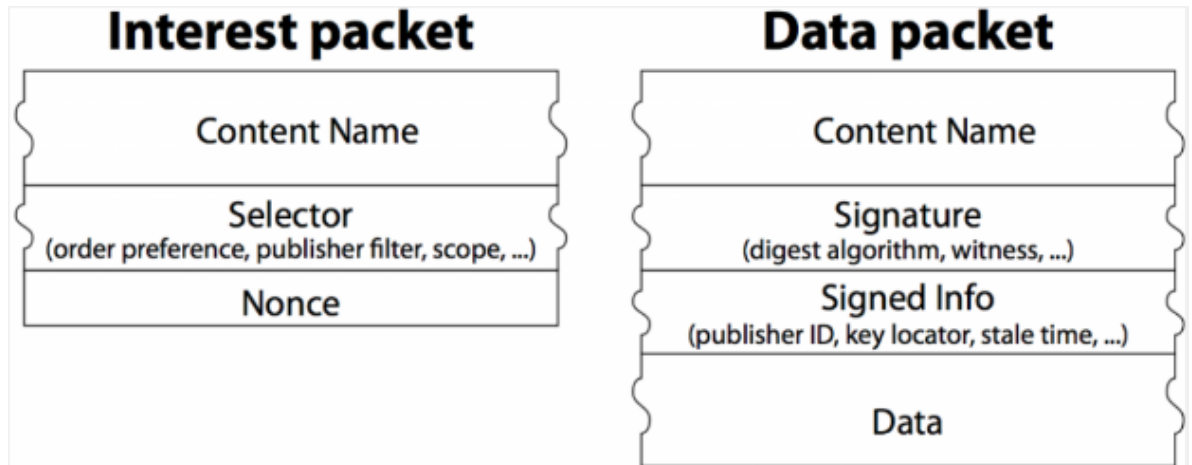 Interest packet
Content Name
Selector
(order preference, publisher filter, scope, ...)
Nonce
Data packet
Content Name
Signature
(digest algorithm, witness, ...)
Signed Info
(publisher ID, key locator, stale time, ...)
Data